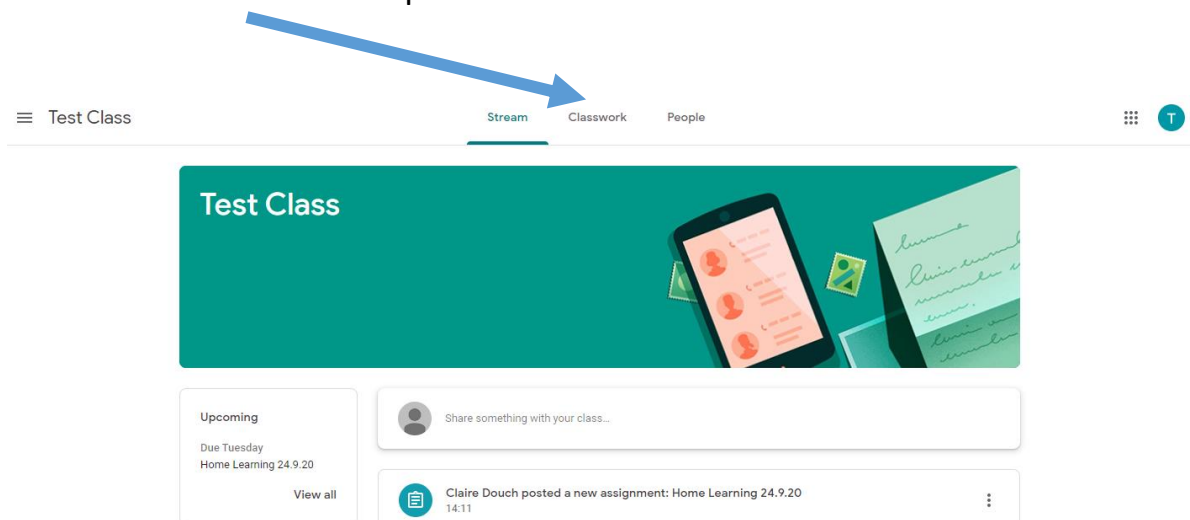 Test Class
Stream Classwork People
T
Test Class
Upcoming
Due Tuesday
Home Learning 24.9.20
View all
Share something with your class...
Claire Douch posted a new assignment: Home Learning 24.9.20
14:11